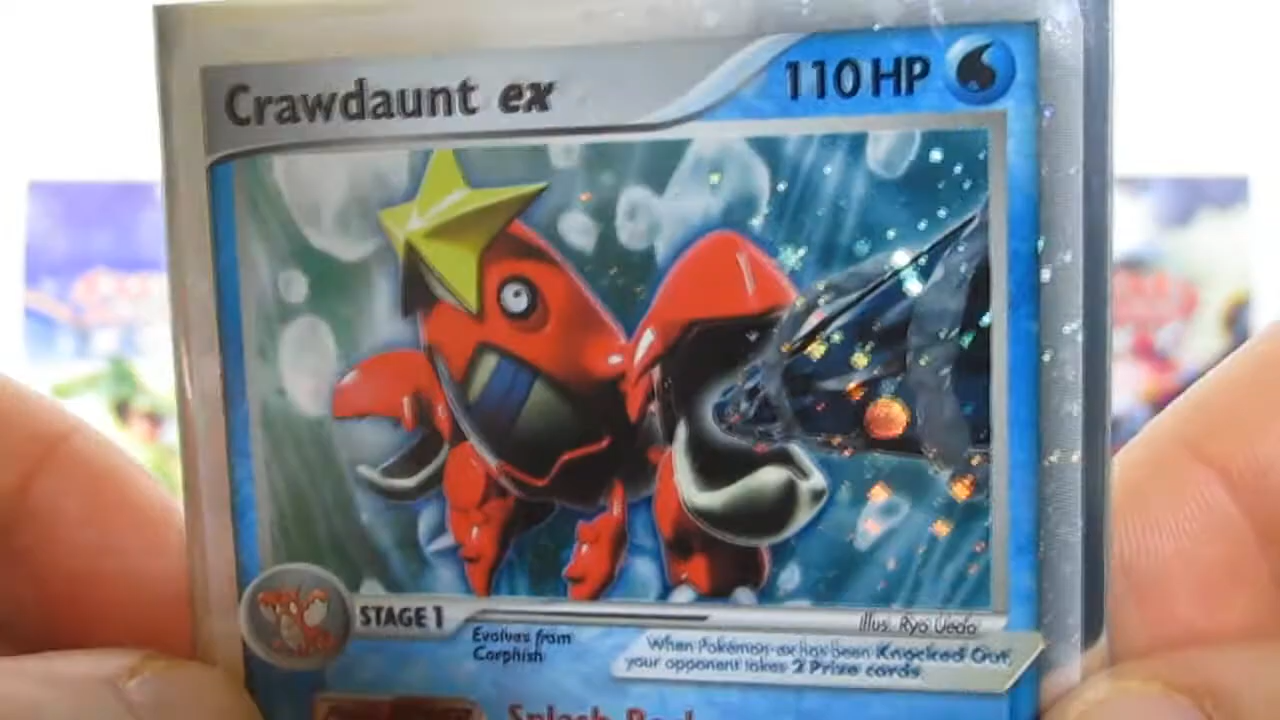 Crawdaunt ex
110 HP
STAGE 1
Illus. Ryo Ueda
Evolves from
Corphish
When Pokémon-ex has been Knocked Out,
your opponent takes 2 Prize cards.
Splash